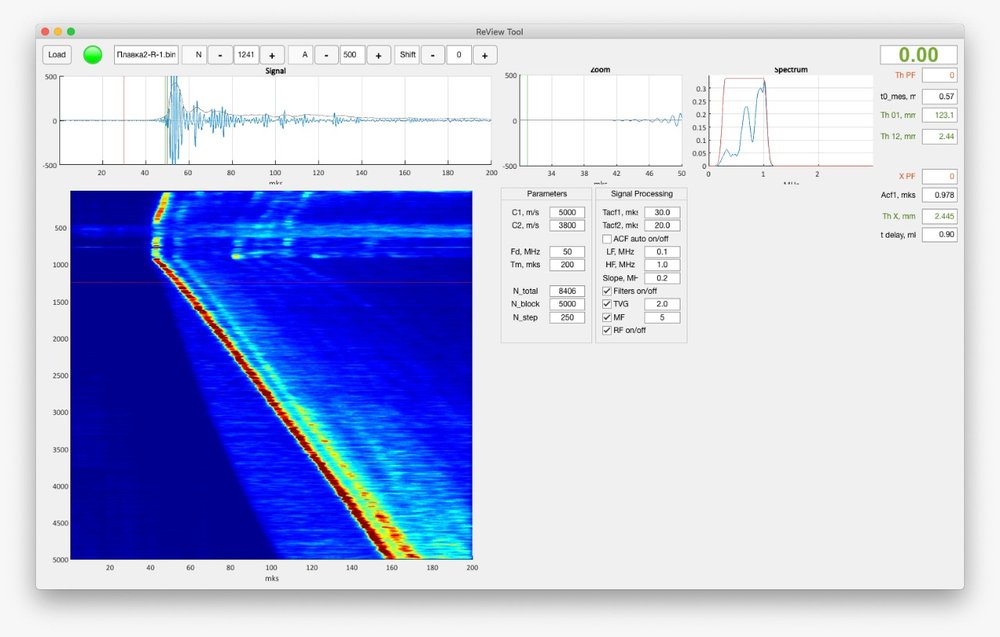 ReView Tool
Load Плавка2-R-1.bin N - 1241 + A - 500 + Shift - 0 + 0.00
Signal
500
0
-500
20 40 60 80 100 120 140 160 180 200
mks
Zoom
500
0
-500
34 38 42 46 50
mks
Spectrum
0.3
0.25
0.2
0.15
0.1
0.05
0
0 1 2
MHz
Th PF 0
t0_mes, m 0.57
Th 01, mm 123.1
Th 12, mm 2.44
X PF 0
Acf1, mks 0.978
Th X, mm 2.445
t delay, ml 0.90
500
1000
1500
2000
2500
3000
3500
4000
4500
5000
20 40 60 80 100 120 140 160 180 200
mks
Parameters
C1, m/s 5000
C2, m/s 3800
Fd, MHz 50
Tm, mks 200
N_total 8406
N_block 5000
N_step 250
Signal Processing
Tacf1, mks 30.0
Tacf2, mks 20.0
ACF auto on/off
LF, MHz 0.1
HF, MHz 1.0
Slope, MH 0.2
Filters on/off
TVG 2.0
MF 5
RF on/off